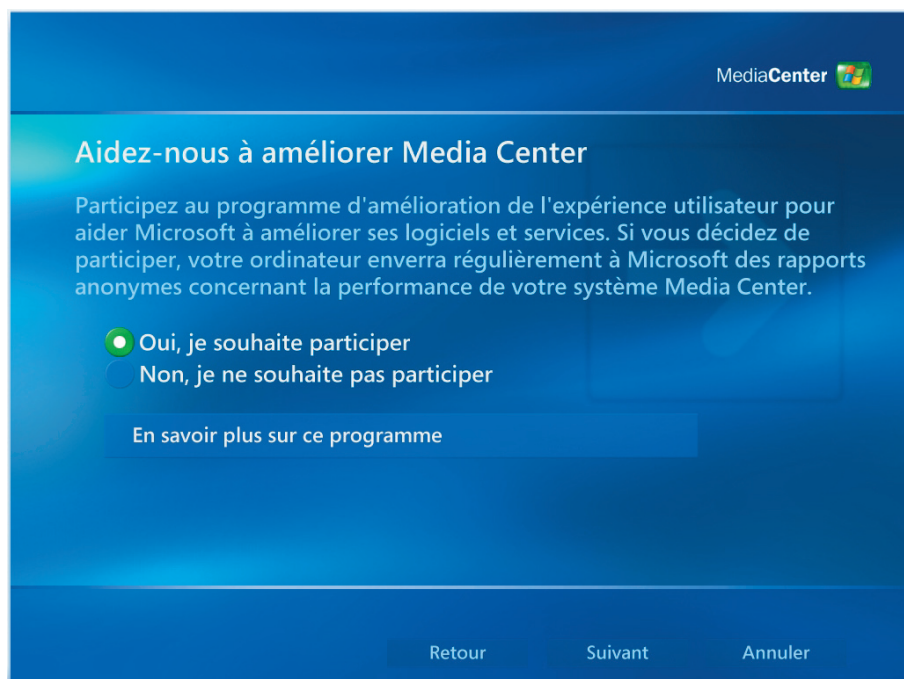 MediaCenter
Aidez-nous à améliorer Media Center
Participez au programme d'amélioration de l'expérience utilisateur pour
aider Microsoft à améliorer ses logiciels et services. Si vous décidez de
participer, votre ordinateur enverra régulièrement à Microsoft des rapports
anonymes concernant la performance de votre système Media Center.
Oui, je souhaite participer
Non, je ne souhaite pas participer
En savoir plus sur ce programme
Retour Suivant Annuler